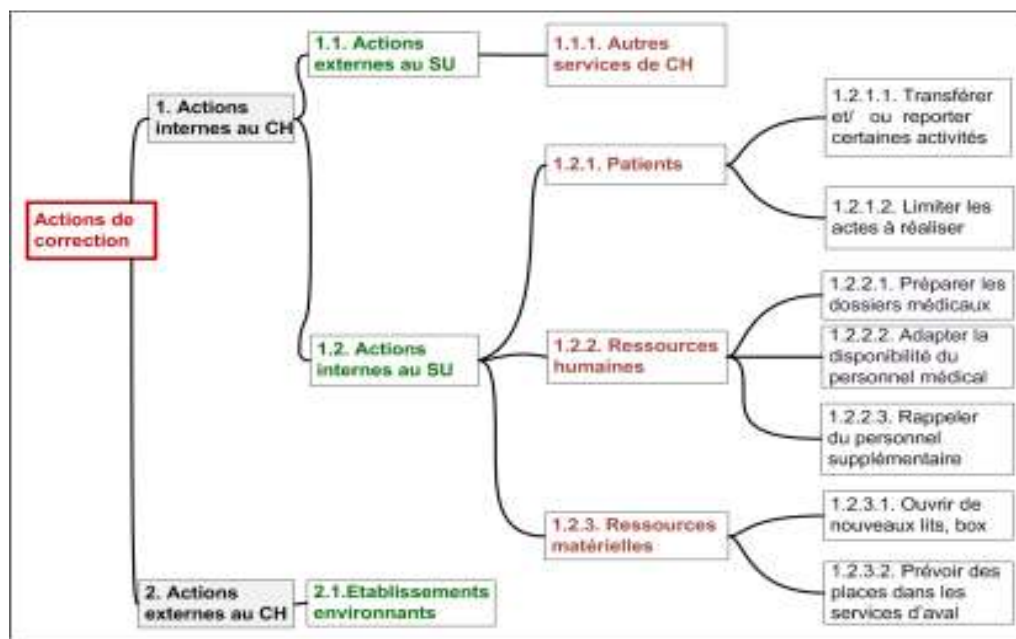 Actions de
correction
1. Actions
internes au CH
1.1. Actions
externes au SU
1.1.1. Autres
services de CH
1.2. Actions
internes au SU
1.2.1. Patients
1.2.1.1. Transférer
et/ ou reporter
certaines activités
1.2.1.2. Limiter les
actes à réaliser
1.2.2. Ressources
humaines
1.2.2.1. Préparer les
dossiers médicaux
1.2.2.2. Adapter la
disponibilité du
personnel médical
1.2.2.3. Rappeler
du personnel
supplémentaire
1.2.3. Ressources
matérielles
1.2.3.1. Ouvrir de
nouveaux lits, box
1.2.3.2. Prévoir des
places dans les
services d'aval
2. Actions
externes au CH
2.1.Etablissements
environnants